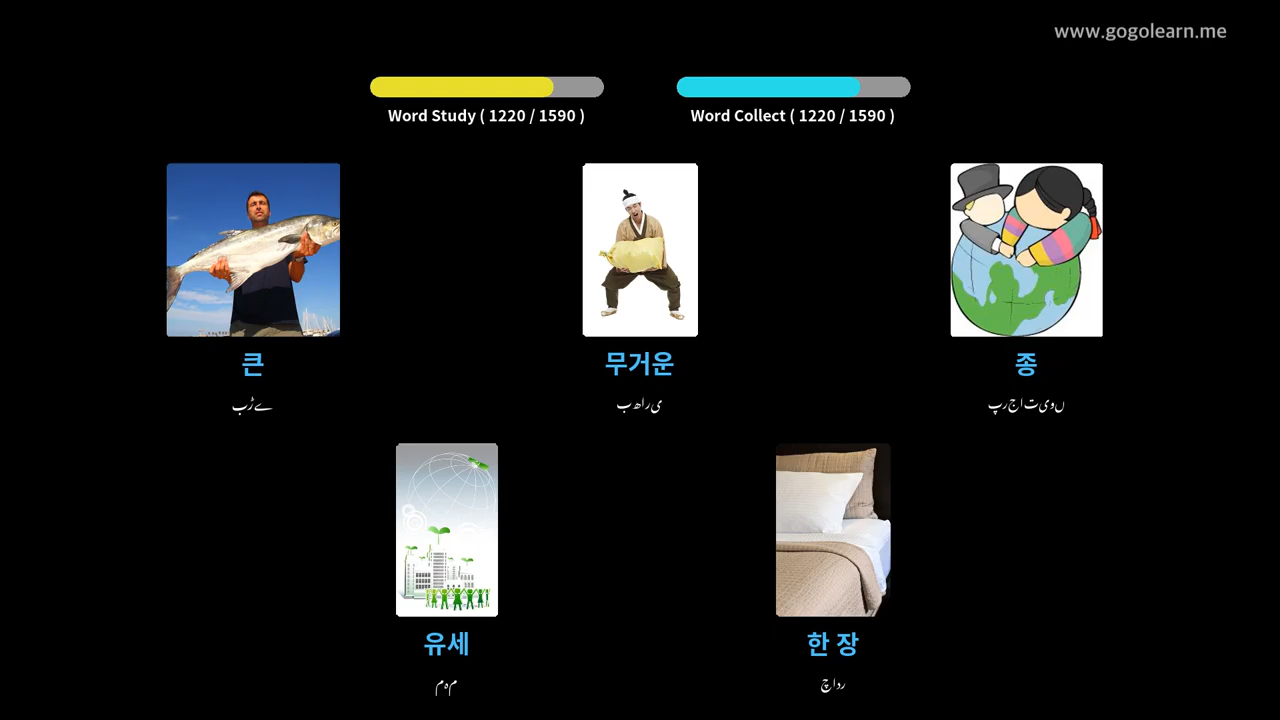 www.gogolearn.me
Word Study ( 1220 / 1590 )
Word Collect ( 1220 / 1590 )
큰
무거운
종
بڑے
بھاری
پرجاتیوں
유세
한 장
مہم
چادر